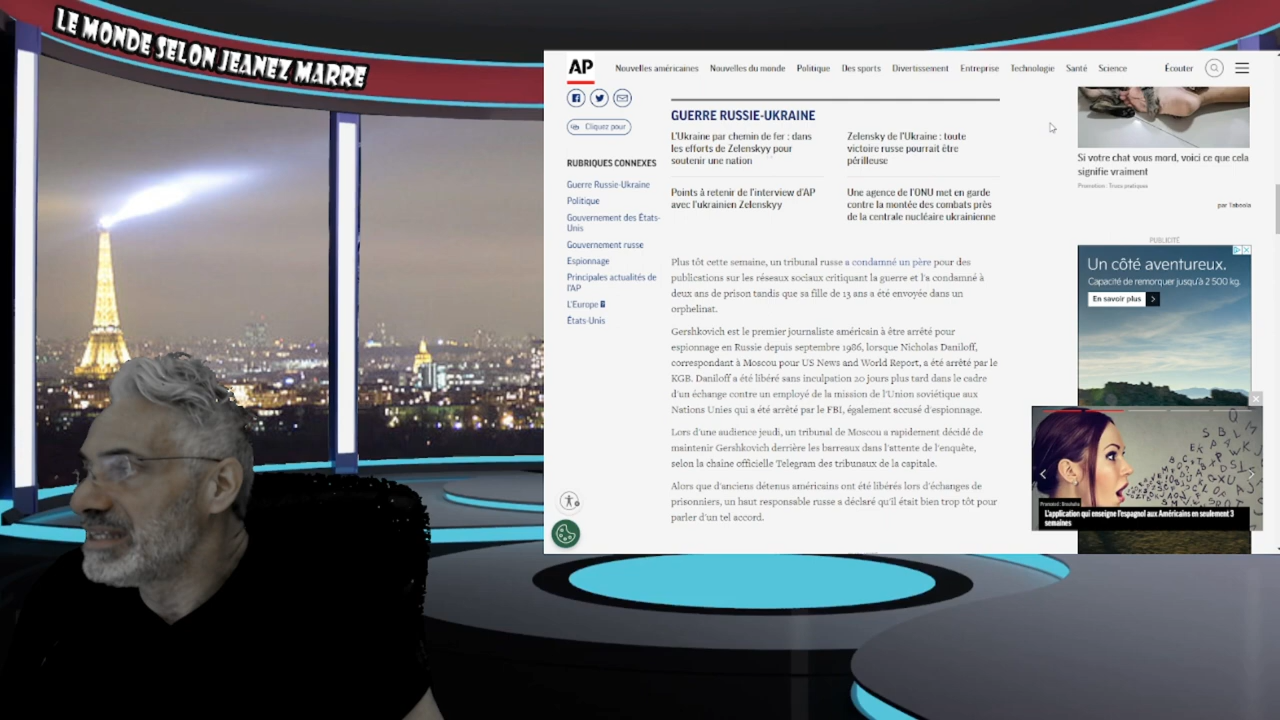 LE MONDE SELON JEANEZ MARRE
AP
Nouvelles américaines Nouvelles du monde Politique Des sports Divertissement Entreprise Technologie Santé Science Écouter
Cliquez pour
RUBRIQUES CONNEXES
Guerre Russie-Ukraine
Politique
Gouvernement des États-
Unis
Gouvernement russe
Espionnage
Principales actualités de
l'AP
L'Europe
États-Unis
GUERRE RUSSIE-UKRAINE
L'Ukraine par chemin de fer : dans
les efforts de Zelenskyy pour
soutenir une nation
Zelensky de l'Ukraine : toute
victoire russe pourrait être
périlleuse
Points à retenir de l'interview d'AP
avec l'ukrainien Zelenskyy
Une agence de l'ONU met en garde
contre la montée des combats près
de la centrale nucléaire ukrainienne
Plus tôt cette semaine, un tribunal russe a condamné un père pour des
publications sur les réseaux sociaux critiquant la guerre et l'a condamné à
deux ans de prison tandis que sa fille de 13 ans a été envoyée dans un
orphelinat.
Gershkovich est le premier journaliste américain à être arrêté pour
espionnage en Russie depuis septembre 1986, lorsque Nicholas Daniloff,
correspondant à Moscou pour US News and World Report, a été arrêté par le
KGB. Daniloff a été libéré sans inculpation 20 jours plus tard dans le cadre
d'un échange contre un employé de la mission de l'Union soviétique aux
Nations Unies qui a été arrêté par le FBI, également accusé d'espionnage.
Lors d'une audience jeudi, un tribunal de Moscou a rapidement décidé de
maintenir Gershkovich derrière les barreaux dans l'attente de l'enquête,
selon la chaîne officielle Telegram des tribunaux de la capitale.
Alors que d'anciens détenus américains ont été libérés lors d'échanges de
prisonniers, un haut responsable russe a déclaré qu'il était bien trop tôt pour
parler d'un tel accord.
Si votre chat vous mord, voici ce que cela
signifie vraiment
Promotion : Trucs pratiques
par Taboola
PUBLICITÉ
Un côté aventureux.
Capacité de remorquer jusqu'à 2 500 kg.
En savoir plus
L'application qui enseigne l'espagnol aux Américains en seulement 3
semaines